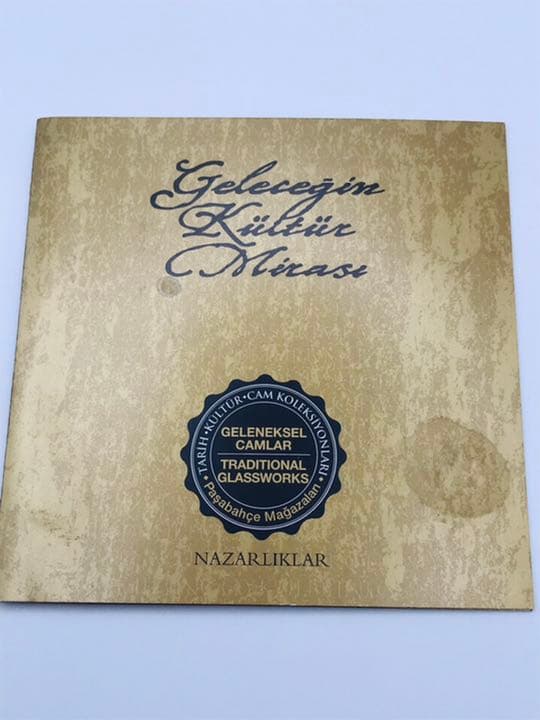 Geleceğin
Kültür
Mirası
TARİH•KÜLTÜR•CAM KOLEKSİYONLARI
GELENEKSEL
CAMLAR
TRADITIONAL
GLASSWORKS
• Paşabahçe Mağazaları •
NAZARLIKLAR